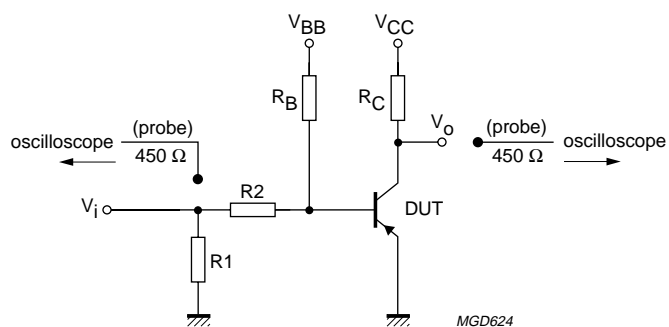 VBB
VCC
RB
RC
Vo
(probe)
450 Ω
oscilloscope
(probe)
450 Ω
oscilloscope
R2
Vi
DUT
R1
MGD624